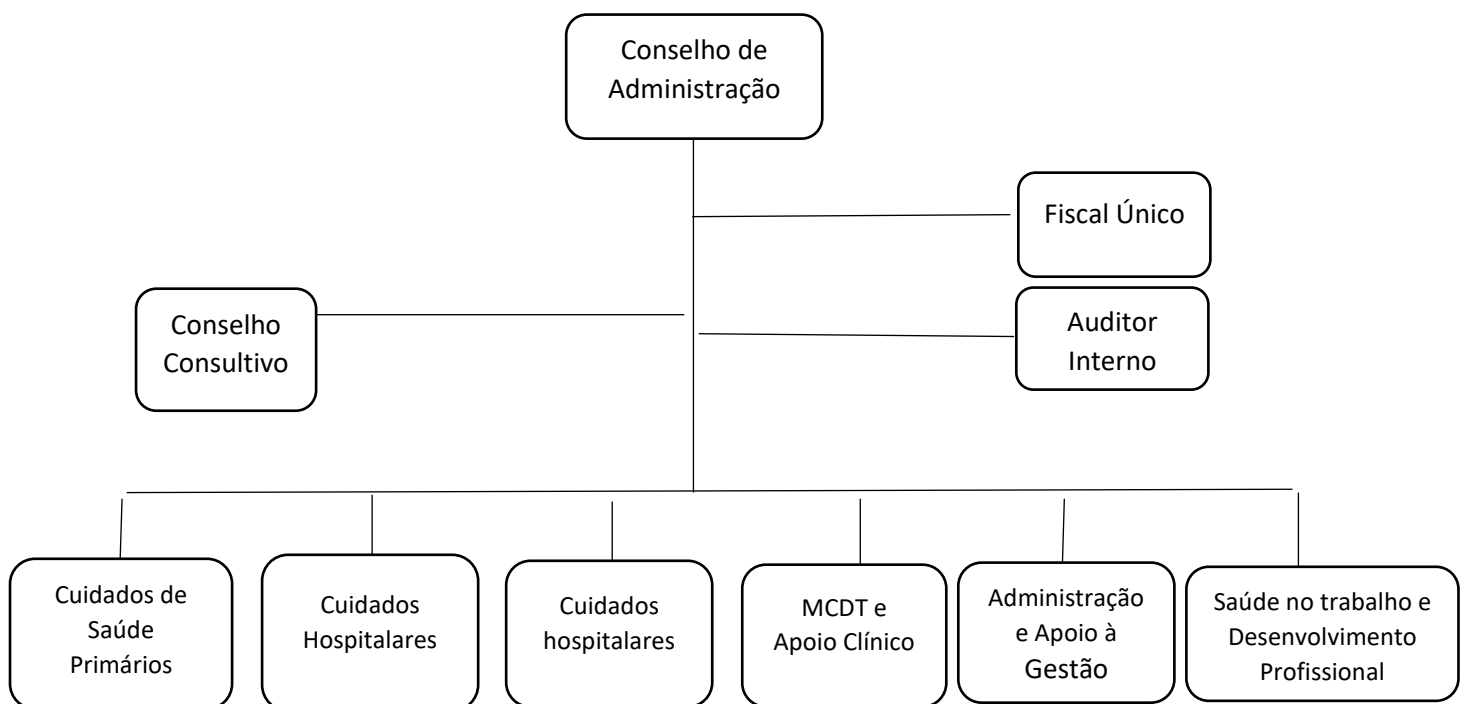 Conselho de
Administração
Fiscal Único
Conselho
Consultivo
Auditor
Interno
Cuidados de
Saúde
Primários
Cuidados
Hospitalares
Cuidados
hospitalares
MCDT e
Apoio Clínico
Administração
e Apoio à
Gestão
Saúde no trabalho e
Desenvolvimento
Profissional